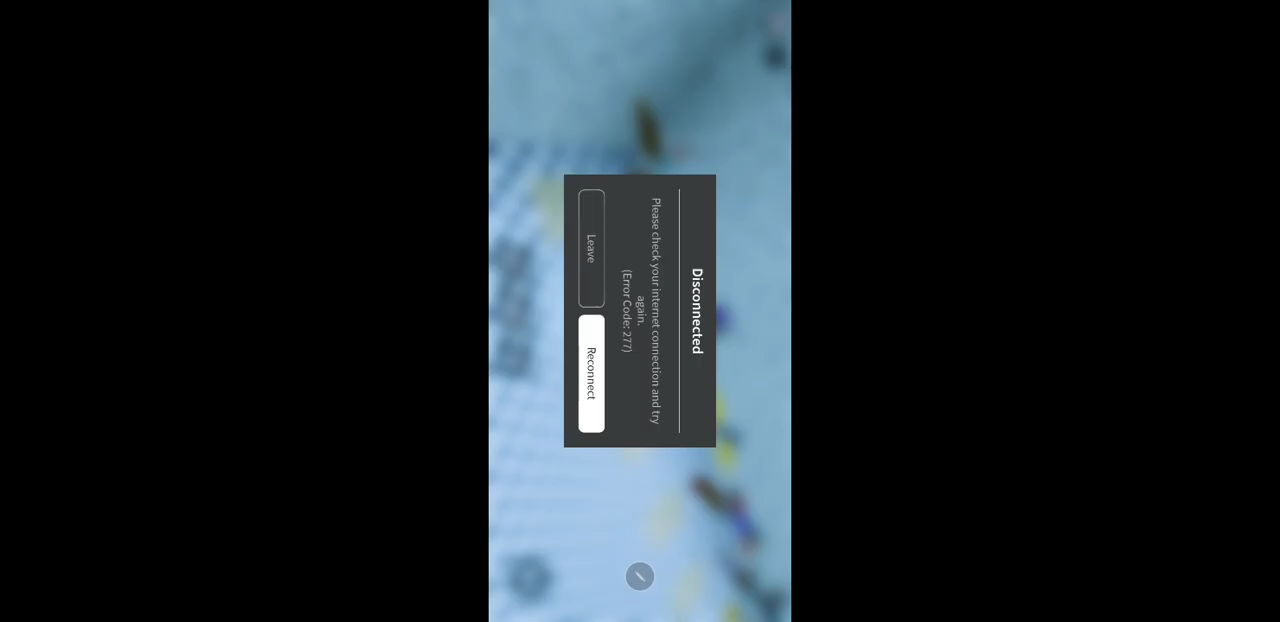 Disconnected
Please check your internet connection and try
again.
(Error Code: 277)
Leave
Reconnect